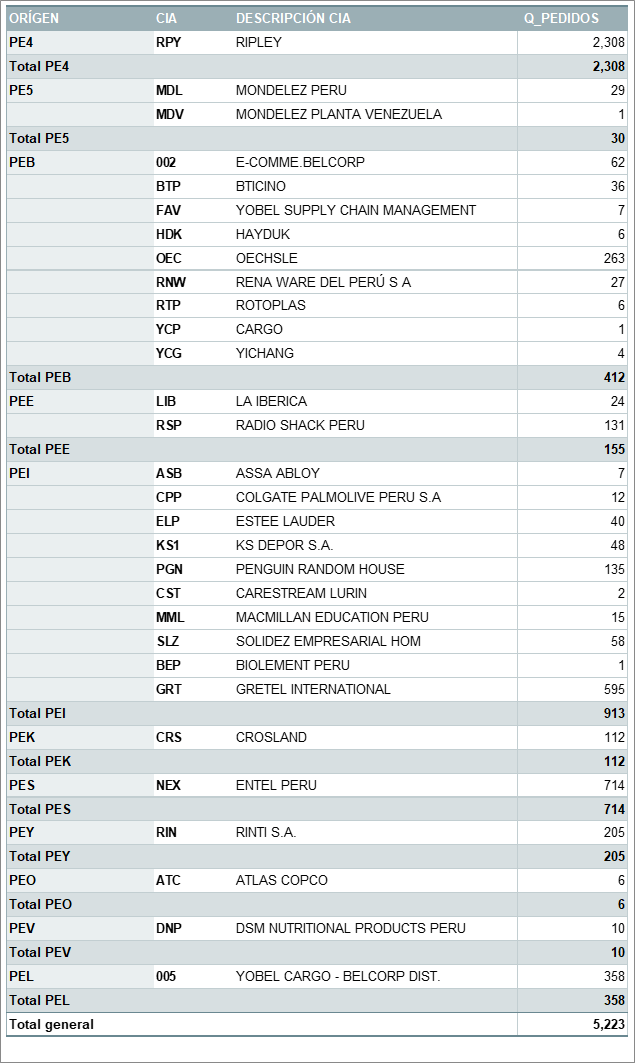 ORÍGEN CIA DESCRIPCIÓN CIA Q_PEDIDOS
PE4 RPY RIPLEY 2,308
Total PE4 2,308
PE5 MDL MONDELEZ PERU 29
MDV MONDELEZ PLANTA VENEZUELA 1
Total PE5 30
PEB 002 E-COMME.BELCORP 62
BTP BTICINO 36
FAV YOBEL SUPPLY CHAIN MANAGEMENT 7
HDK HAYDUK 6
OEC OECHSLE 263
RNW RENA WARE DEL PERÚ S A 27
RTP ROTOPLAS 6
YCP CARGO 1
YCG YICHANG 4
Total PEB 412
PEE LIB LA IBERICA 24
RSP RADIO SHACK PERU 131
Total PEE 155
PEI ASB ASSA ABLOY 7
CPP COLGATE PALMOLIVE PERU S.A 12
ELP ESTEE LAUDER 40
KS1 KS DEPOR S.A. 48
PGN PENGUIN RANDOM HOUSE 135
CST CARESTREAM LURIN 2
MML MACMILLAN EDUCATION PERU 15
SLZ SOLIDEZ EMPRESARIAL HOM 58
BEP BIOLEMENT PERU 1
GRT GRETEL INTERNATIONAL 595
Total PEI 913
PEK CRS CROSLAND 112
Total PEK 112
PES NEX ENTEL PERU 714
Total PES 714
PEY RIN RINTI S.A. 205
Total PEY 205
PEO ATC ATLAS COPCO 6
Total PEO 6
PEV DNP DSM NUTRITIONAL PRODUCTS PERU 10
Total PEV 10
PEL 005 YOBEL CARGO - BELCORP DIST. 358
Total PEL 358
Total general 5,223